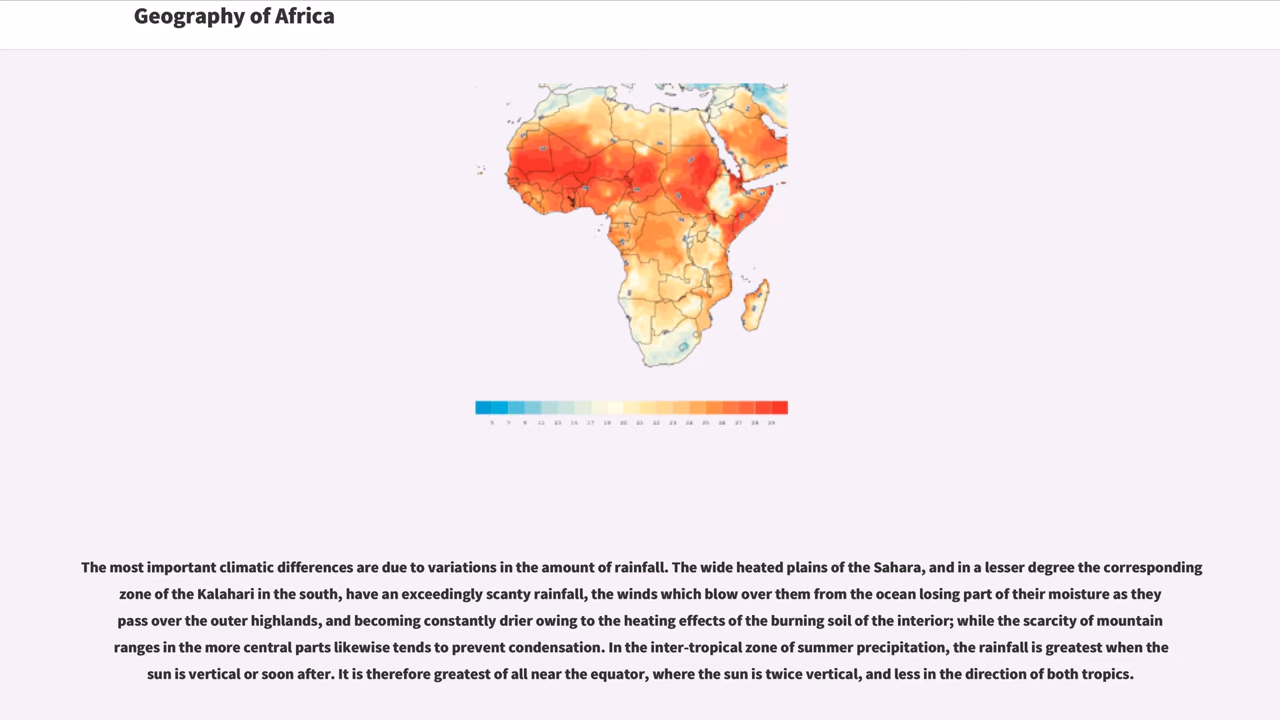 Geography of Africa
The most important climatic differences are due to variations in the amount of rainfall. The wide heated plains of the Sahara, and in a lesser degree the corresponding
zone of the Kalahari in the south, have an exceedingly scanty rainfall, the winds which blow over them from the ocean losing part of their moisture as they
pass over the outer highlands, and becoming constantly drier owing to the heating effects of the burning soil of the interior; while the scarcity of mountain
ranges in the more central parts likewise tends to prevent condensation. In the inter-tropical zone of summer precipitation, the rainfall is greatest when the
sun is vertical or soon after. It is therefore greatest of all near the equator, where the sun is twice vertical, and less in the direction of both tropics.